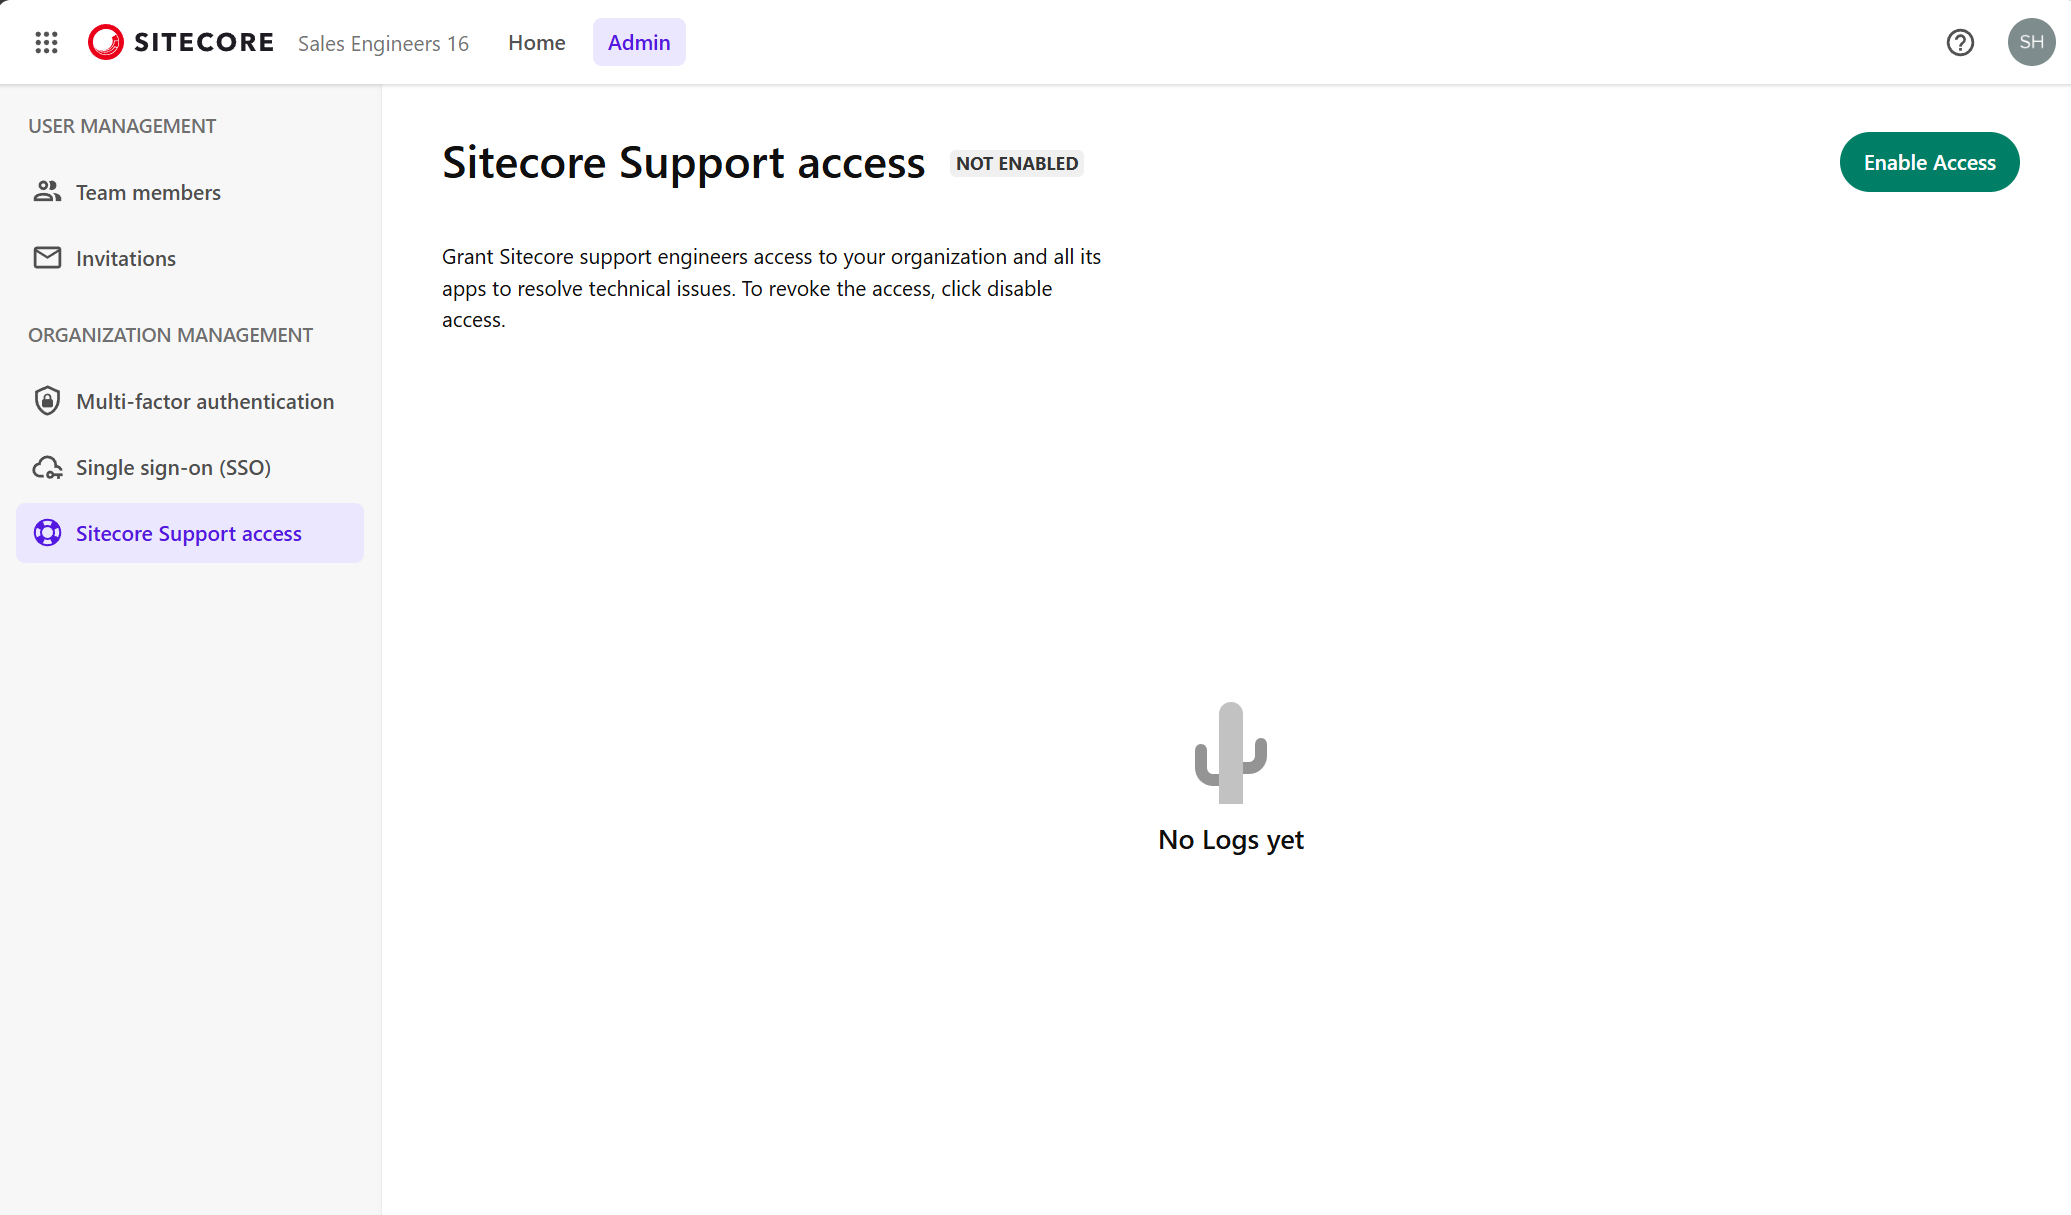 SITECORE Sales Engineers 16 Home Admin SH
USER MANAGEMENT
Team members
Invitations
ORGANIZATION MANAGEMENT
Multi-factor authentication
Single sign-on (SSO)
Sitecore Support access
Sitecore Support access NOT ENABLED Enable Access
Grant Sitecore support engineers access to your organization and all its
apps to resolve technical issues. To revoke the access, click disable
access.
No Logs yet